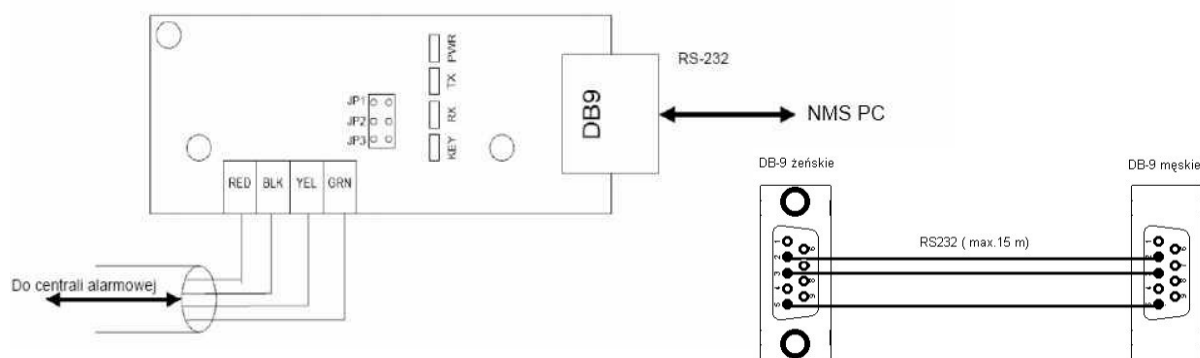 PWR
TX
RX
KEY
JP1
JP2
JP3
RED BLK YEL GRN
DB9
RS-232
NMS PC
Do centrali alarmowej
DB-9 żeńskie
DB-9 męskie
RS232 ( max.15 m)